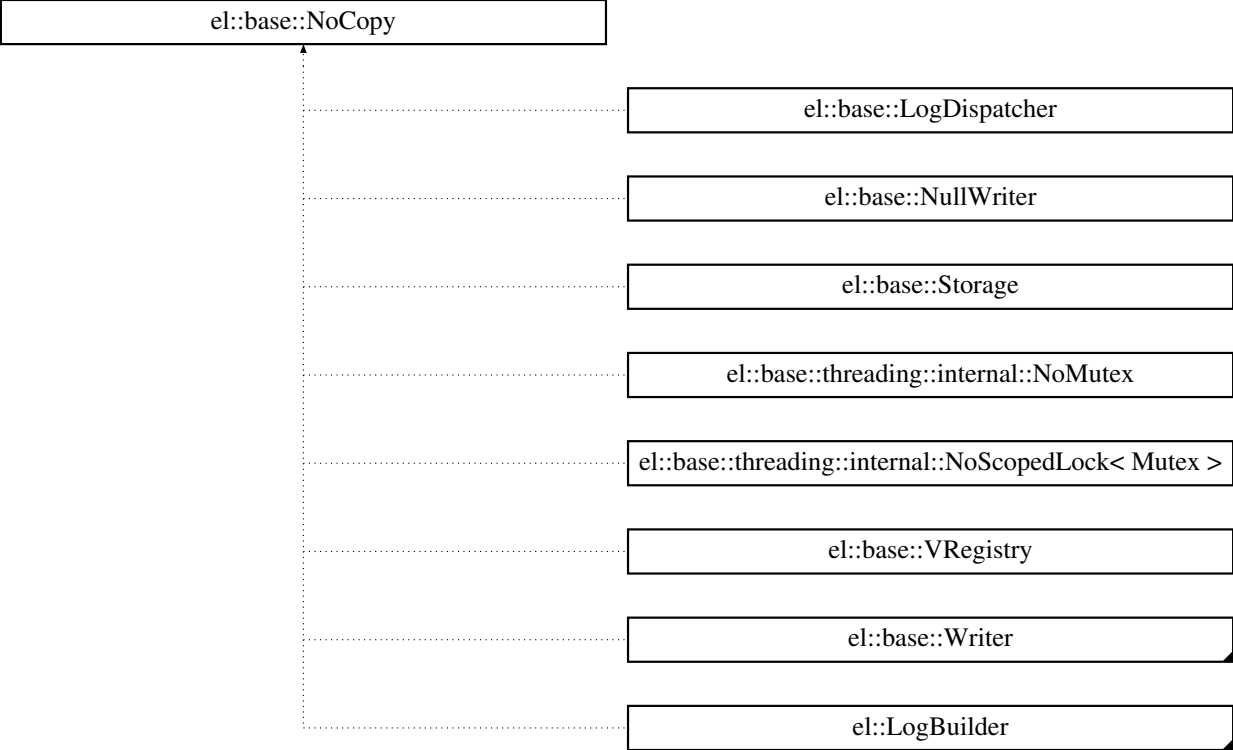 el::base::NoCopy
el::base::LogDispatcher
el::base::NullWriter
el::base::Storage
el::base::threading::internal::NoMutex
el::base::threading::internal::NoScopedLock< Mutex >
el::base::VRegistry
el::base::Writer
el::LogBuilder